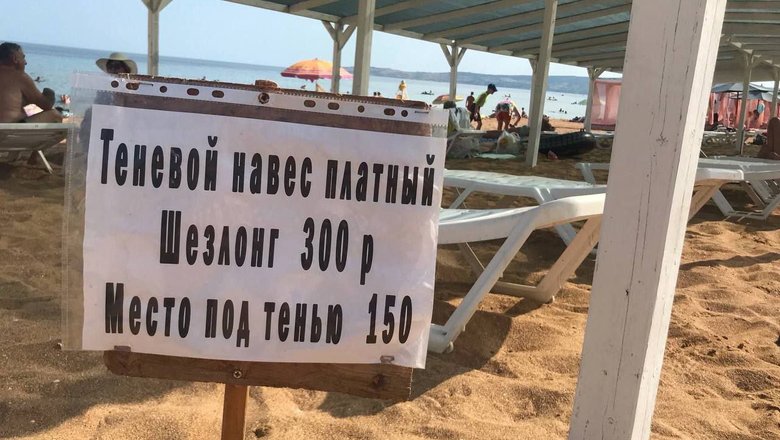 Теневой навес платный
Шезлонг 300 р
Место под тенью 150